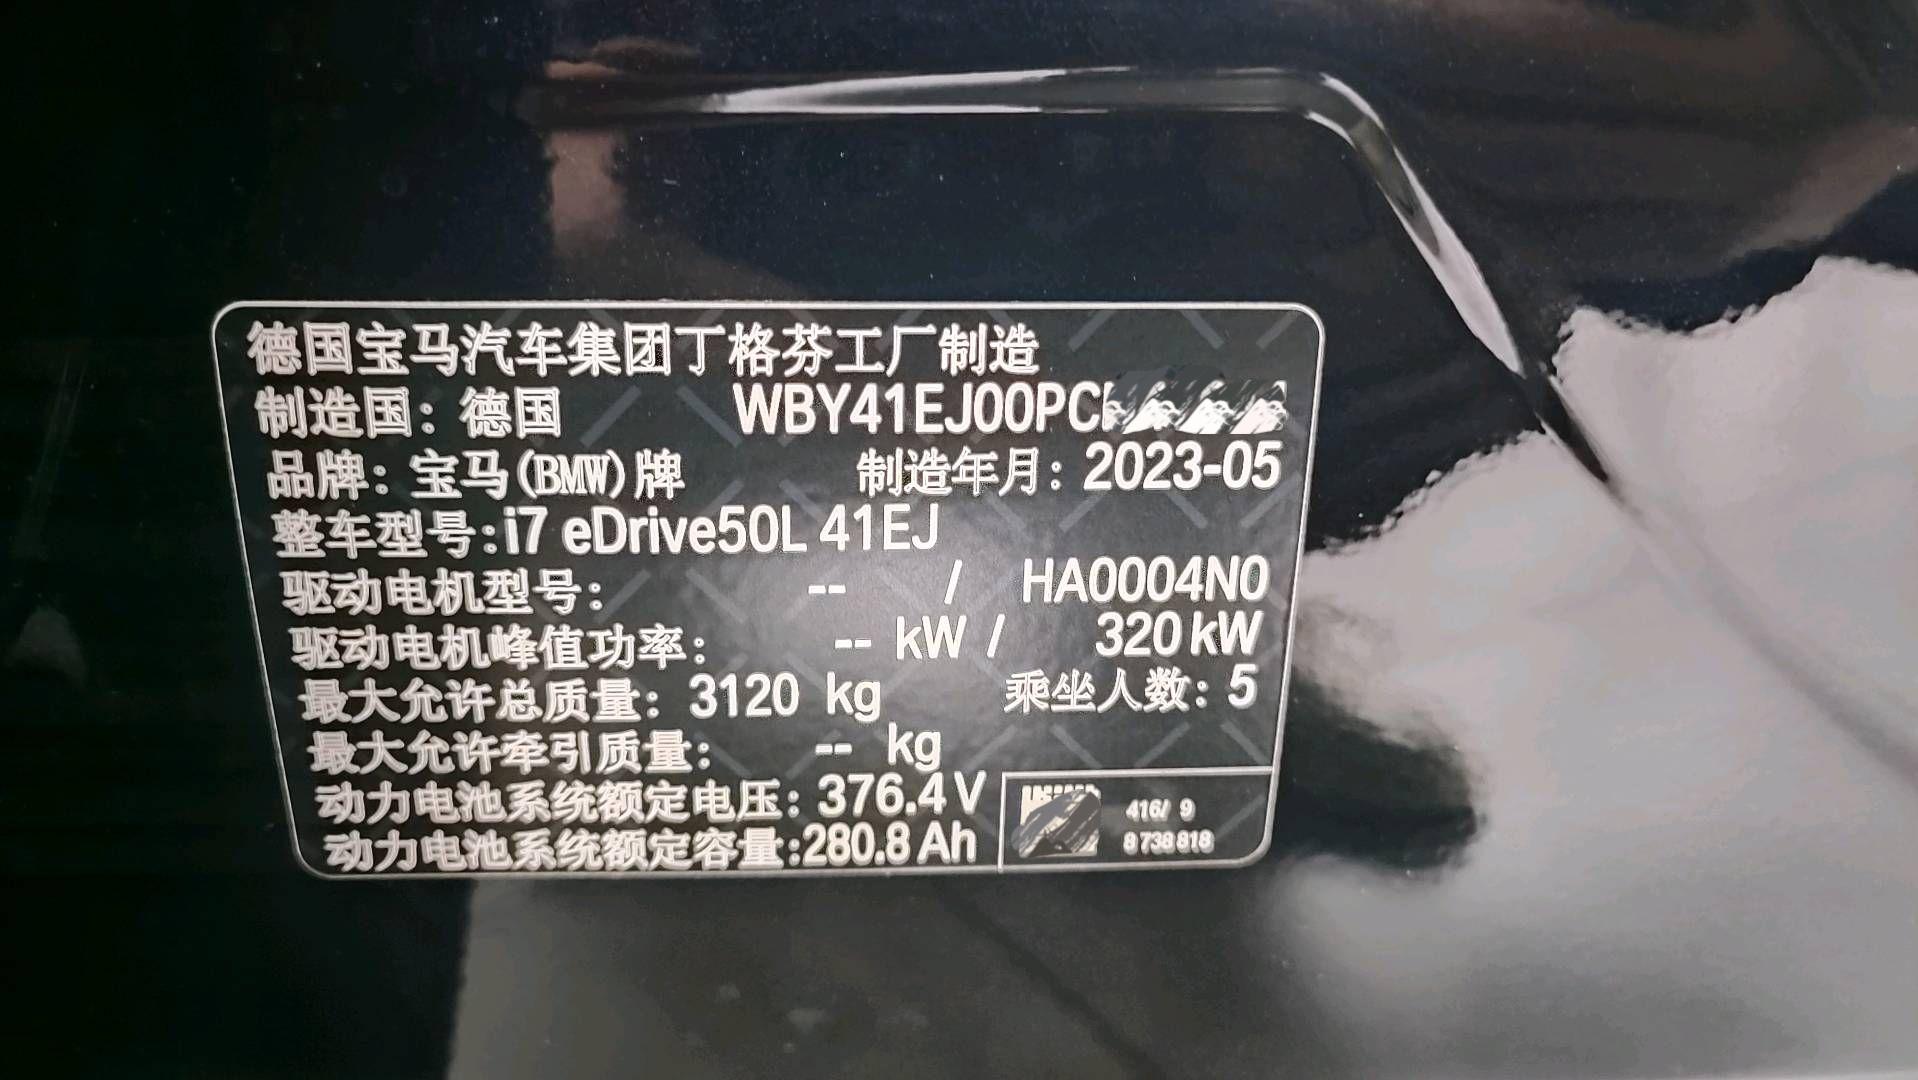 德国宝马汽车集团丁格芬工厂制造
制造国：德国 WBY41EJ00PC
品牌：宝马(BMW)牌 制造年月：2023-05
整车型号:i7 eDrive50L 41EJ
驱动电机型号： -- / HA0004N0
驱动电机峰值功率： -- kW / 320 kW
最大允许总质量：3120 kg 乘坐人数：5
最大允许牵引质量： -- kg
动力电池系统额定电压：376.4 V
动力电池系统额定容量:280.8 Ah
416/ 9
8 738 818